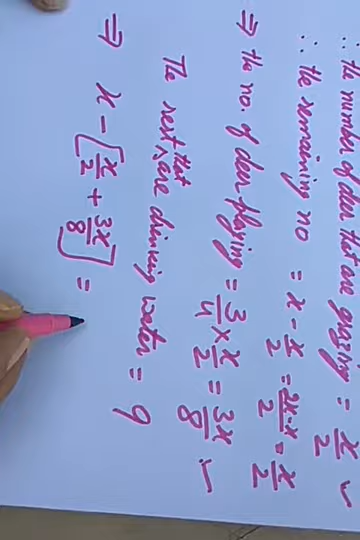 ∴ the number of deer that are grazing = x/2 ✓
∴ the remaining no = x - x/2 = 2x-x/2 = x/2
⇒ the no. of deer playing = 3/4 × x/2 = 3x/8 ✓
The rest that are drinking water = 9
⇒ x - [x/2 + 3x/8] =